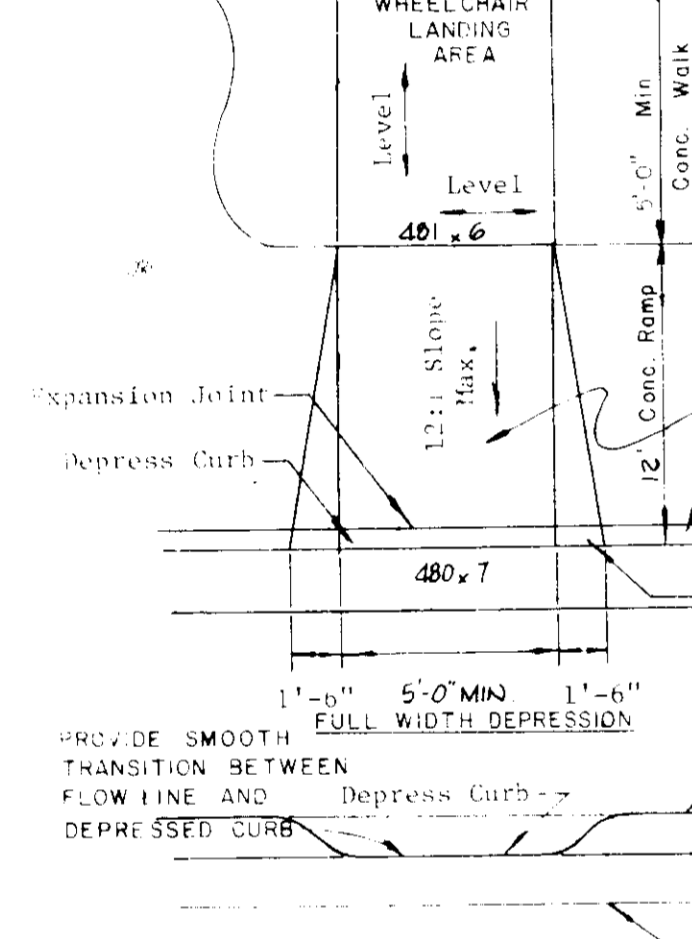 WHEELCHAIR
LANDING
AREA
Level
Level
5'-0" Min
Conc. Walk
481 x 6
12:1 Slope
Max.
12' Conc. Ramp
Expansion Joint
Depress Curb
480 x 7
1'-6" 5'-0" MIN. 1'-6"
FULL WIDTH DEPRESSION
PROVIDE SMOOTH
TRANSITION BETWEEN
FLOW LINE AND
DEPRESSED CURB
Depress Curb